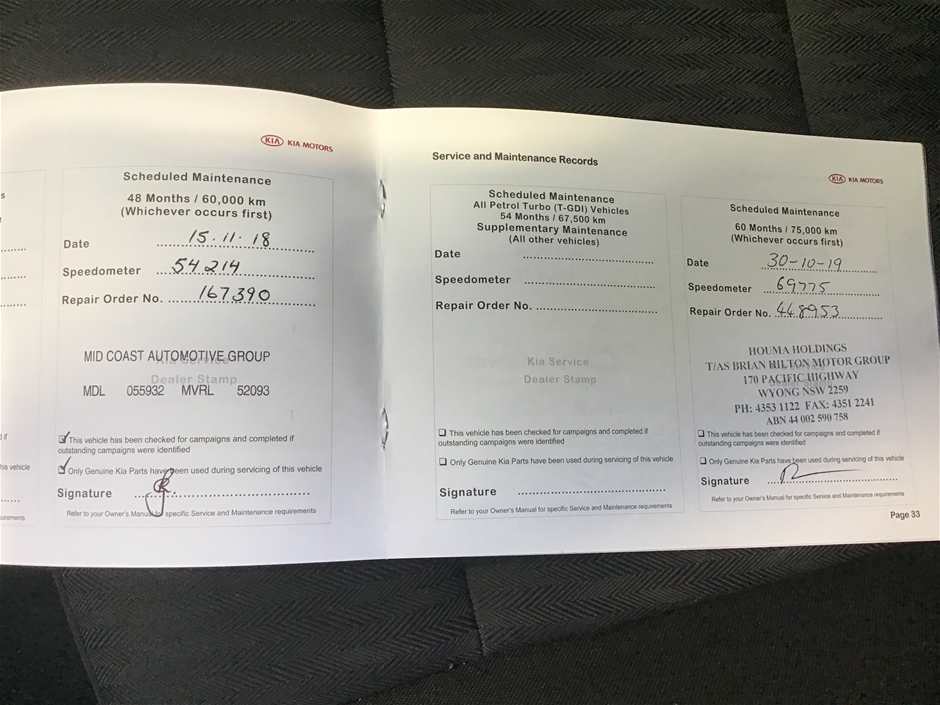 KIA KIA MOTORS
Scheduled Maintenance
48 Months / 60,000 km
(Whichever occurs first)
Date 15.11.18
Speedometer 54214
Repair Order No. 167390
MID COAST AUTOMOTIVE GROUP
Dealer Stamp
MDL 055932 MVRL 52093
This vehicle has been checked for campaigns and completed if
outstanding campaigns were identified
Only Genuine Kia Parts have been used during servicing of this vehicle
Signature
Refer to your Owner's Manual for specific Service and Maintenance requirements
his vehicle
Service and Maintenance Records
Scheduled Maintenance
All Petrol Turbo (T-GDI) Vehicles
54 Months / 67,500 km
Supplementary Maintenance
(All other vehicles)
Date
Speedometer
Repair Order No.
Kia Service
Dealer Stamp
This vehicle has been checked for campaigns and completed if
outstanding campaigns were identified
Only Genuine Kia Parts have been used during servicing of this vehicle
Signature
Refer to your Owner's Manual for specific Service and Maintenance requirements
KIA KIA MOTORS
Scheduled Maintenance
60 Months / 75,000 km
(Whichever occurs first)
Date 30-10-19
Speedometer 69775
Repair Order No. 448953
HOUMA HOLDINGS
T/AS BRIAN HILTON MOTOR GROUP
170 PACIFIC HIGHWAY
WYONG NSW 2259
PH: 4353 1122 FAX: 4351 2241
ABN 44 002 590 758
This vehicle has been checked for campaigns and completed if
outstanding campaigns were identified
Only Genuine Kia Parts have been used during servicing of this vehicle
Signature
Refer to your Owner's Manual for specific Service and Maintenance requirements
Page 33